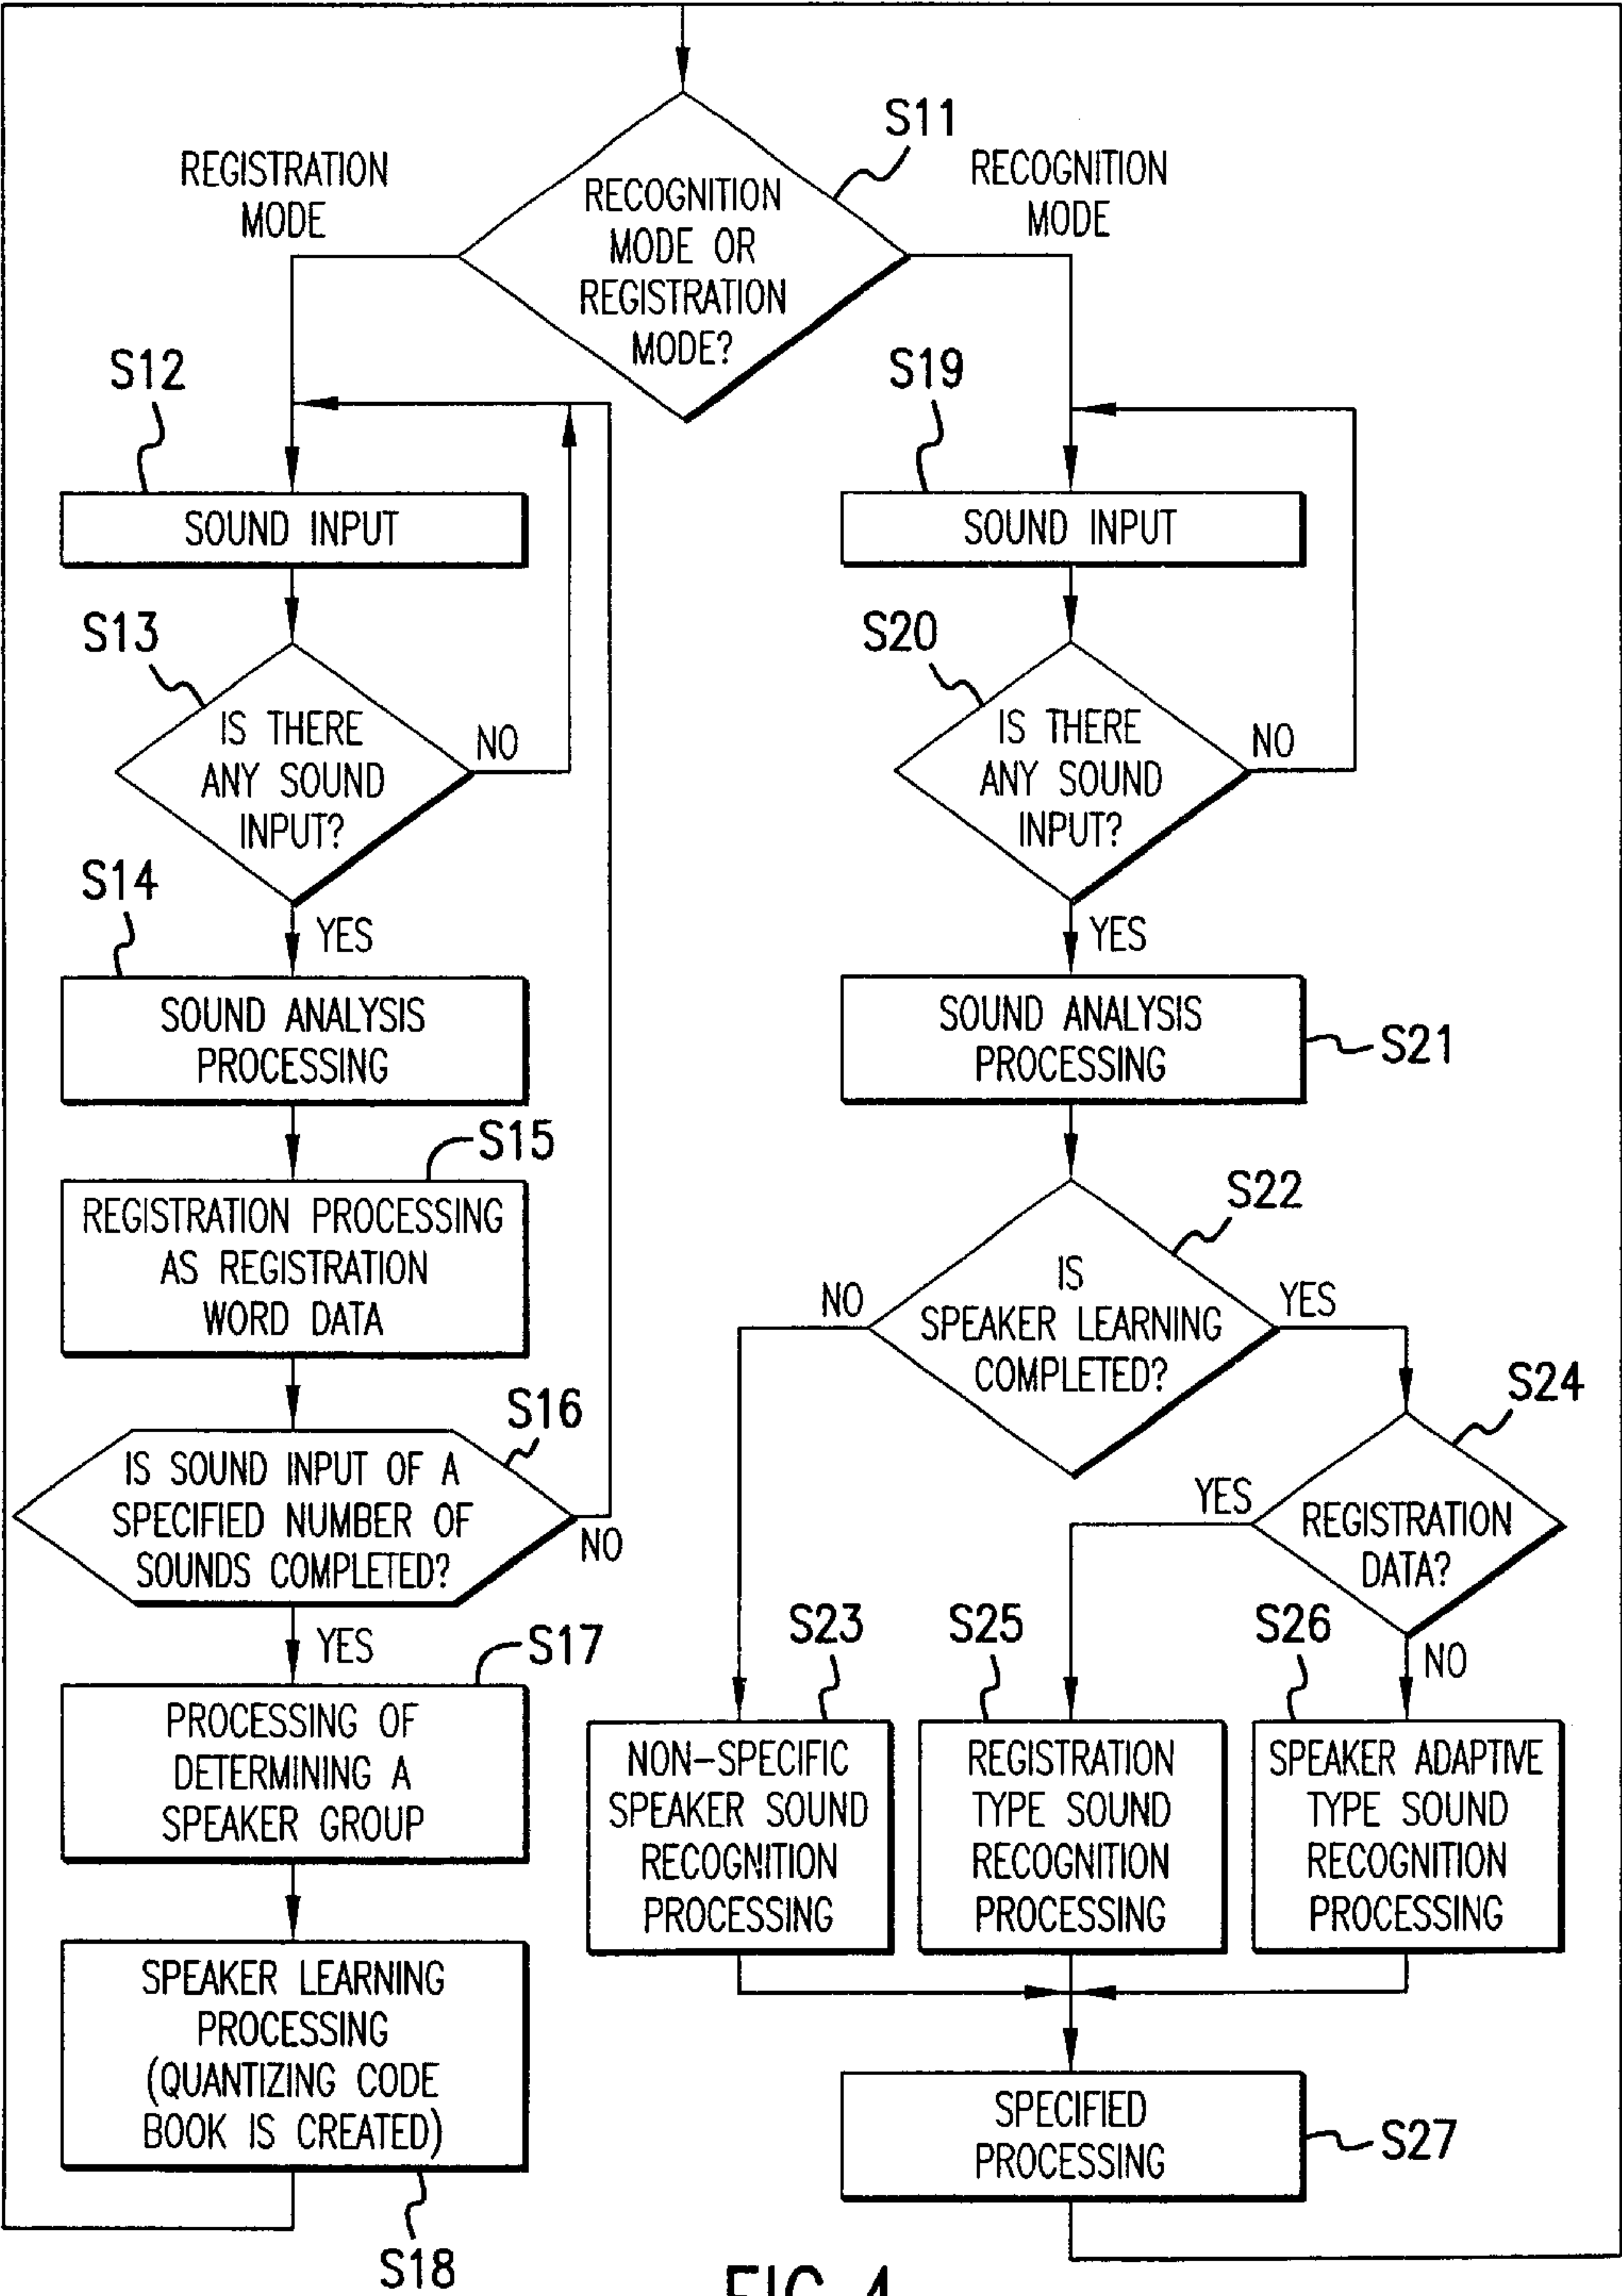 S11
REGISTRATION
MODE
RECOGNITION
MODE
RECOGNITION
MODE OR
REGISTRATION
MODE?
S12
SOUND INPUT
S13
IS THERE
ANY SOUND
INPUT?
NO
YES
S14
SOUND ANALYSIS
PROCESSING
S15
REGISTRATION PROCESSING
AS REGISTRATION
WORD DATA
S16
IS SOUND INPUT OF A
SPECIFIED NUMBER OF
SOUNDS COMPLETED?
NO
YES
S17
PROCESSING OF
DETERMINING A
SPEAKER GROUP
SPEAKER LEARNING
PROCESSING
(QUANTIZING CODE
BOOK IS CREATED)
S18
S19
SOUND INPUT
S20
IS THERE
ANY SOUND
INPUT?
NO
YES
SOUND ANALYSIS
PROCESSING
S21
S22
IS
SPEAKER LEARNING
COMPLETED?
NO
YES
S24
REGISTRATION
DATA?
YES
NO
S23
NON-SPECIFIC
SPEAKER SOUND
RECOGNITION
PROCESSING
S25
REGISTRATION
TYPE SOUND
RECOGNITION
PROCESSING
S26
SPEAKER ADAPTIVE
TYPE SOUND
RECOGNITION
PROCESSING
SPECIFIED
PROCESSING
S27
FIG. 4